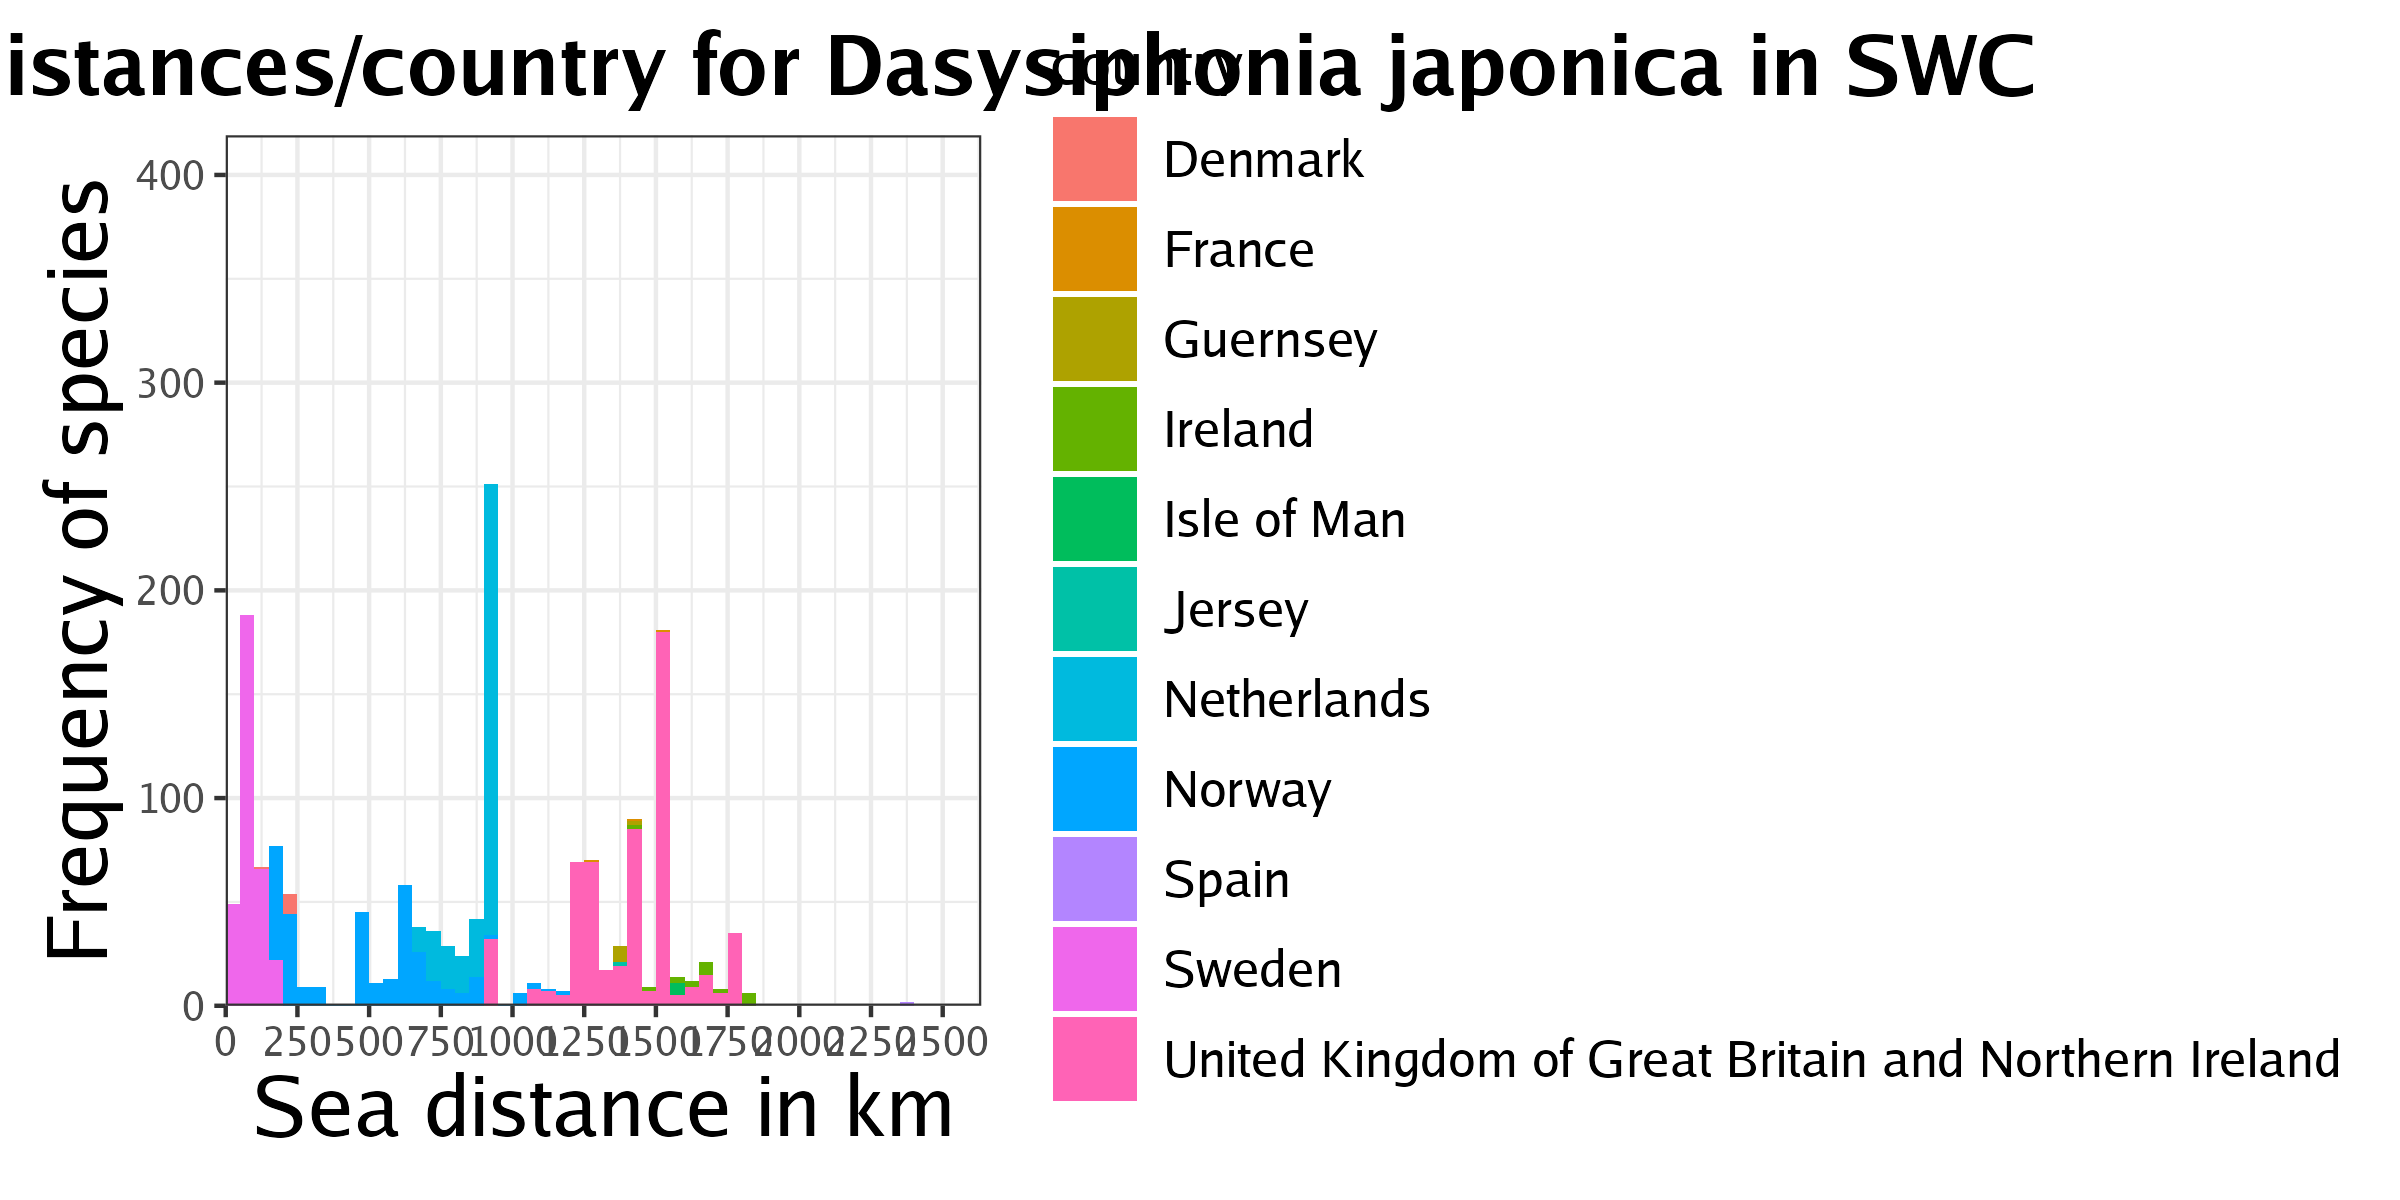 istances/country for Dasysiphonia japonica in SWC
country
Denmark
France
Guernsey
Ireland
Isle of Man
Jersey
Netherlands
Norway
Spain
Sweden
United Kingdom of Great Britain and Northern Ireland
Frequency of species
400
300
200
100
0
0 250 500 750 1000 1250 1500 1750 2000 2250 2500
Sea distance in km